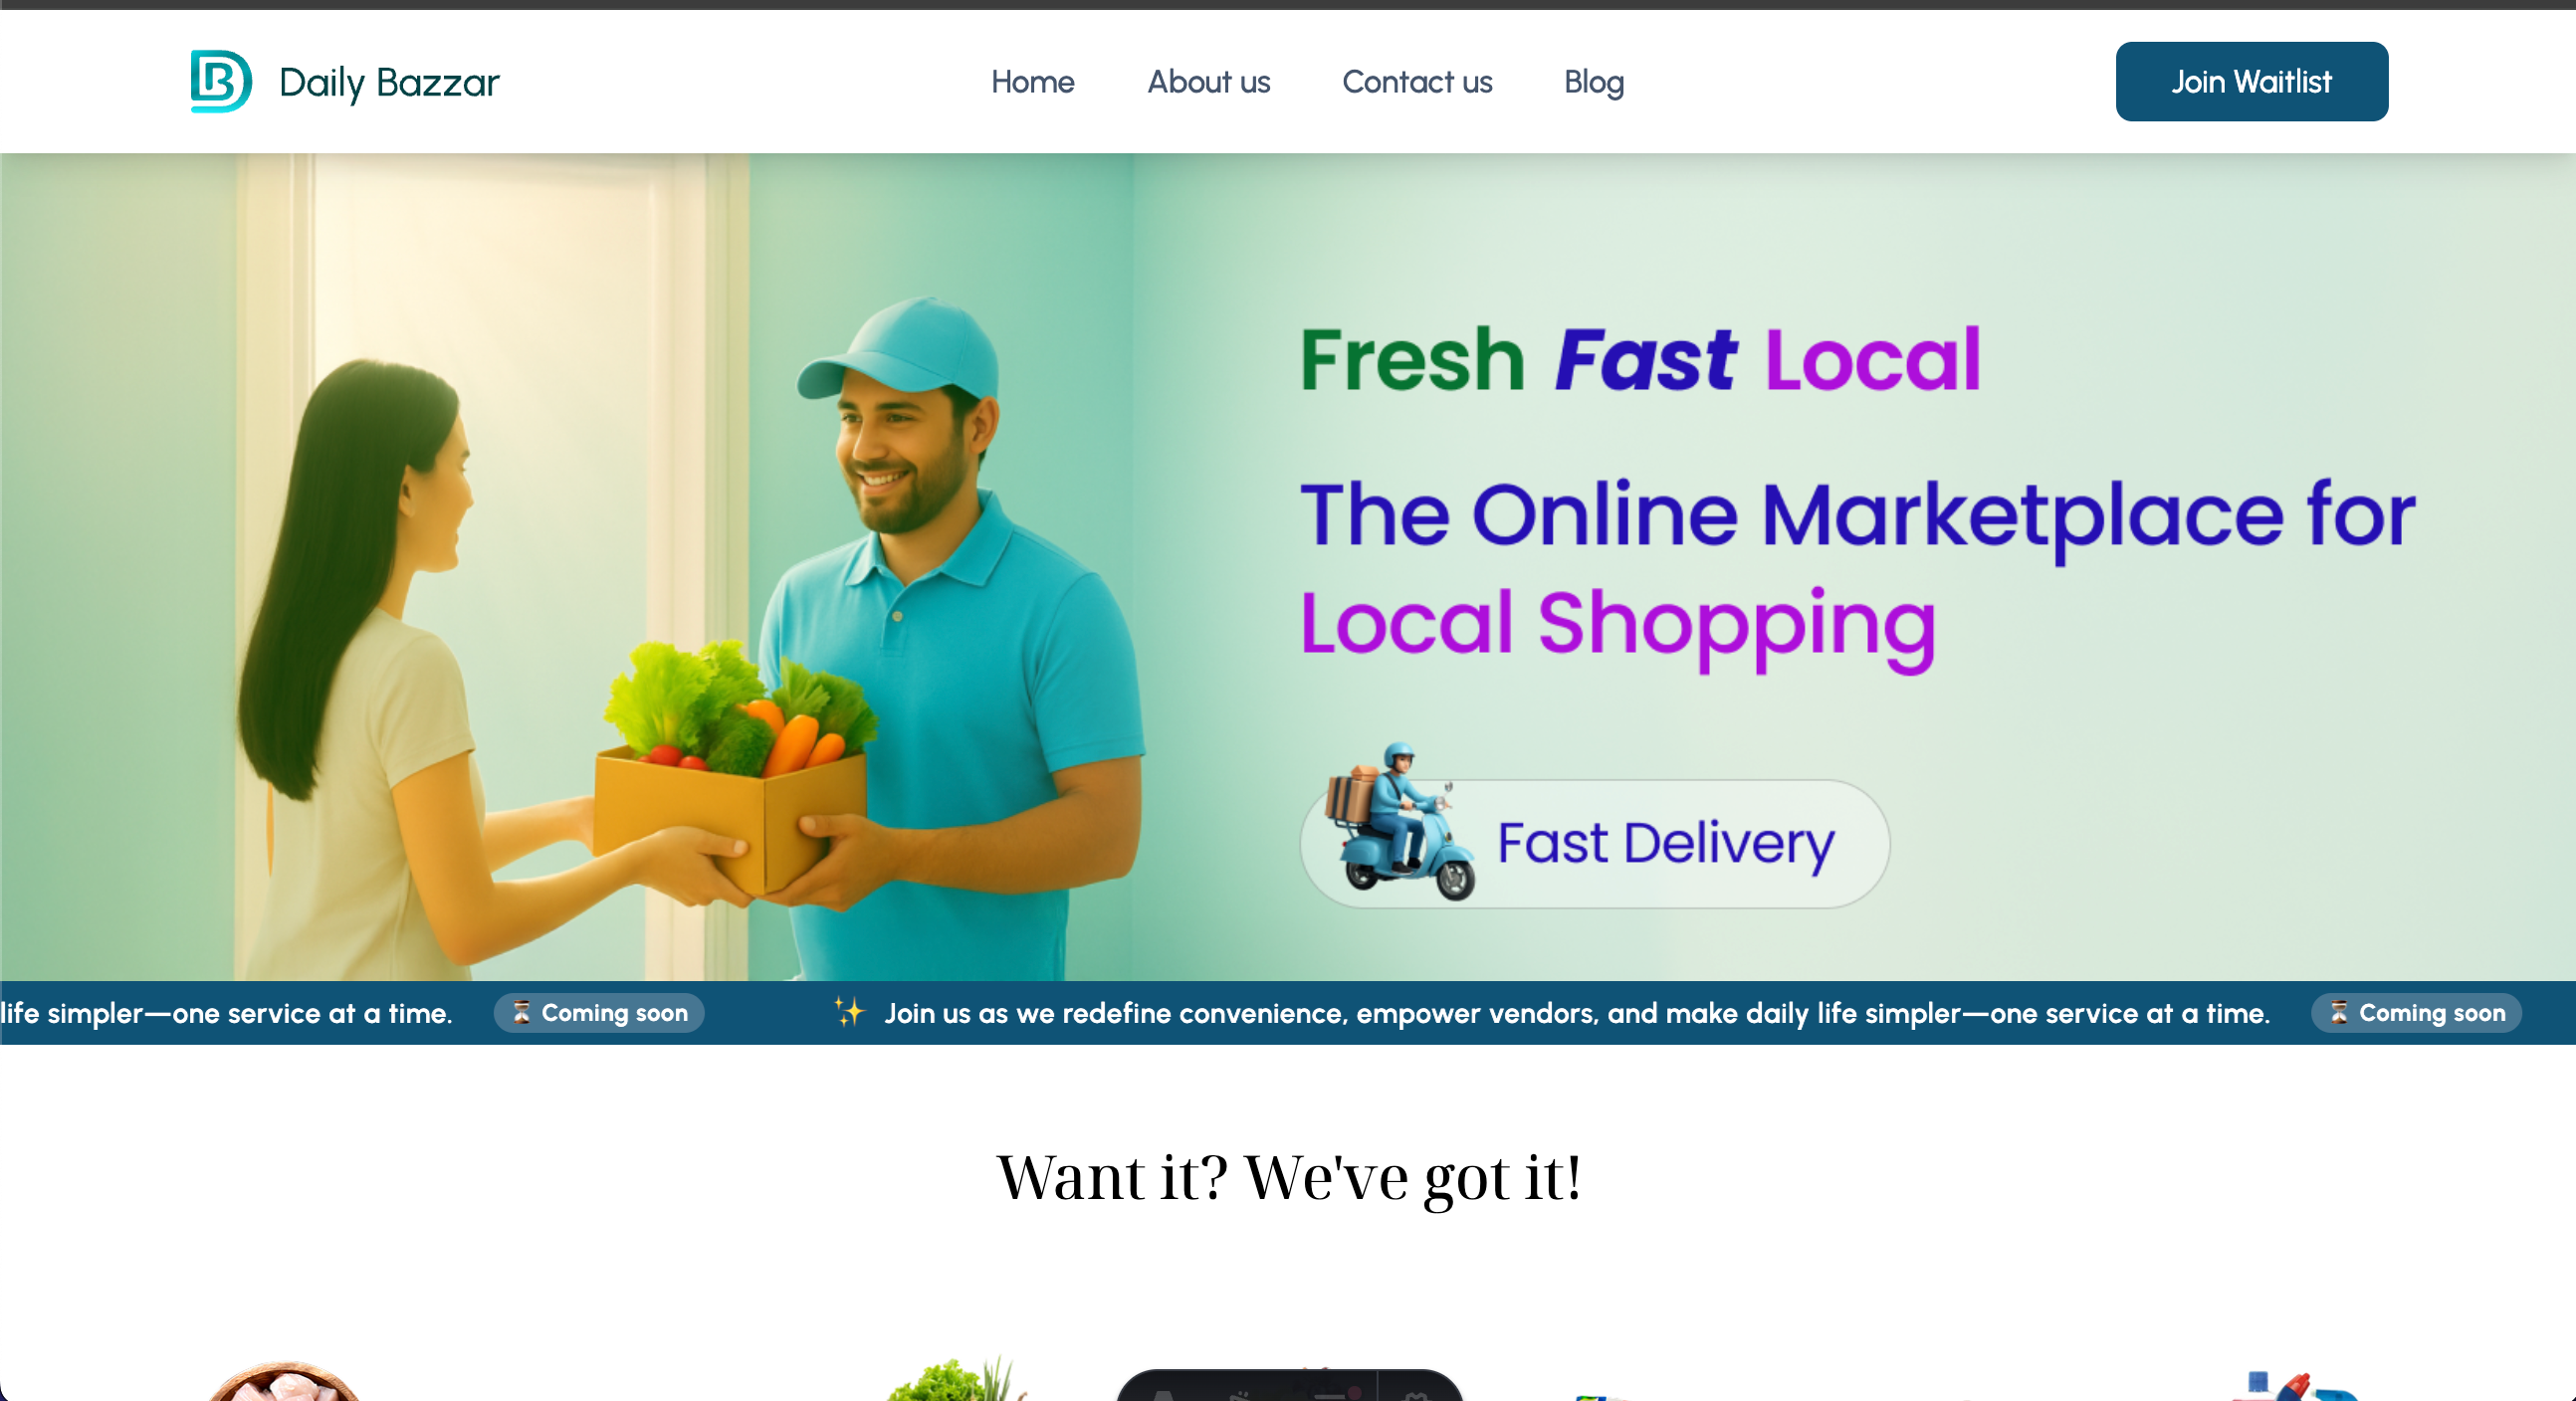 Daily Bazzar
Home About us Contact us Blog
Join Waitlist
Fresh Fast Local
The Online Marketplace for
Local Shopping
Fast Delivery
life simpler—one service at a time. ⏳ Coming soon ✨ Join us as we redefine convenience, empower vendors, and make daily life simpler—one service at a time. ⏳ Coming soon
Want it? We've got it!